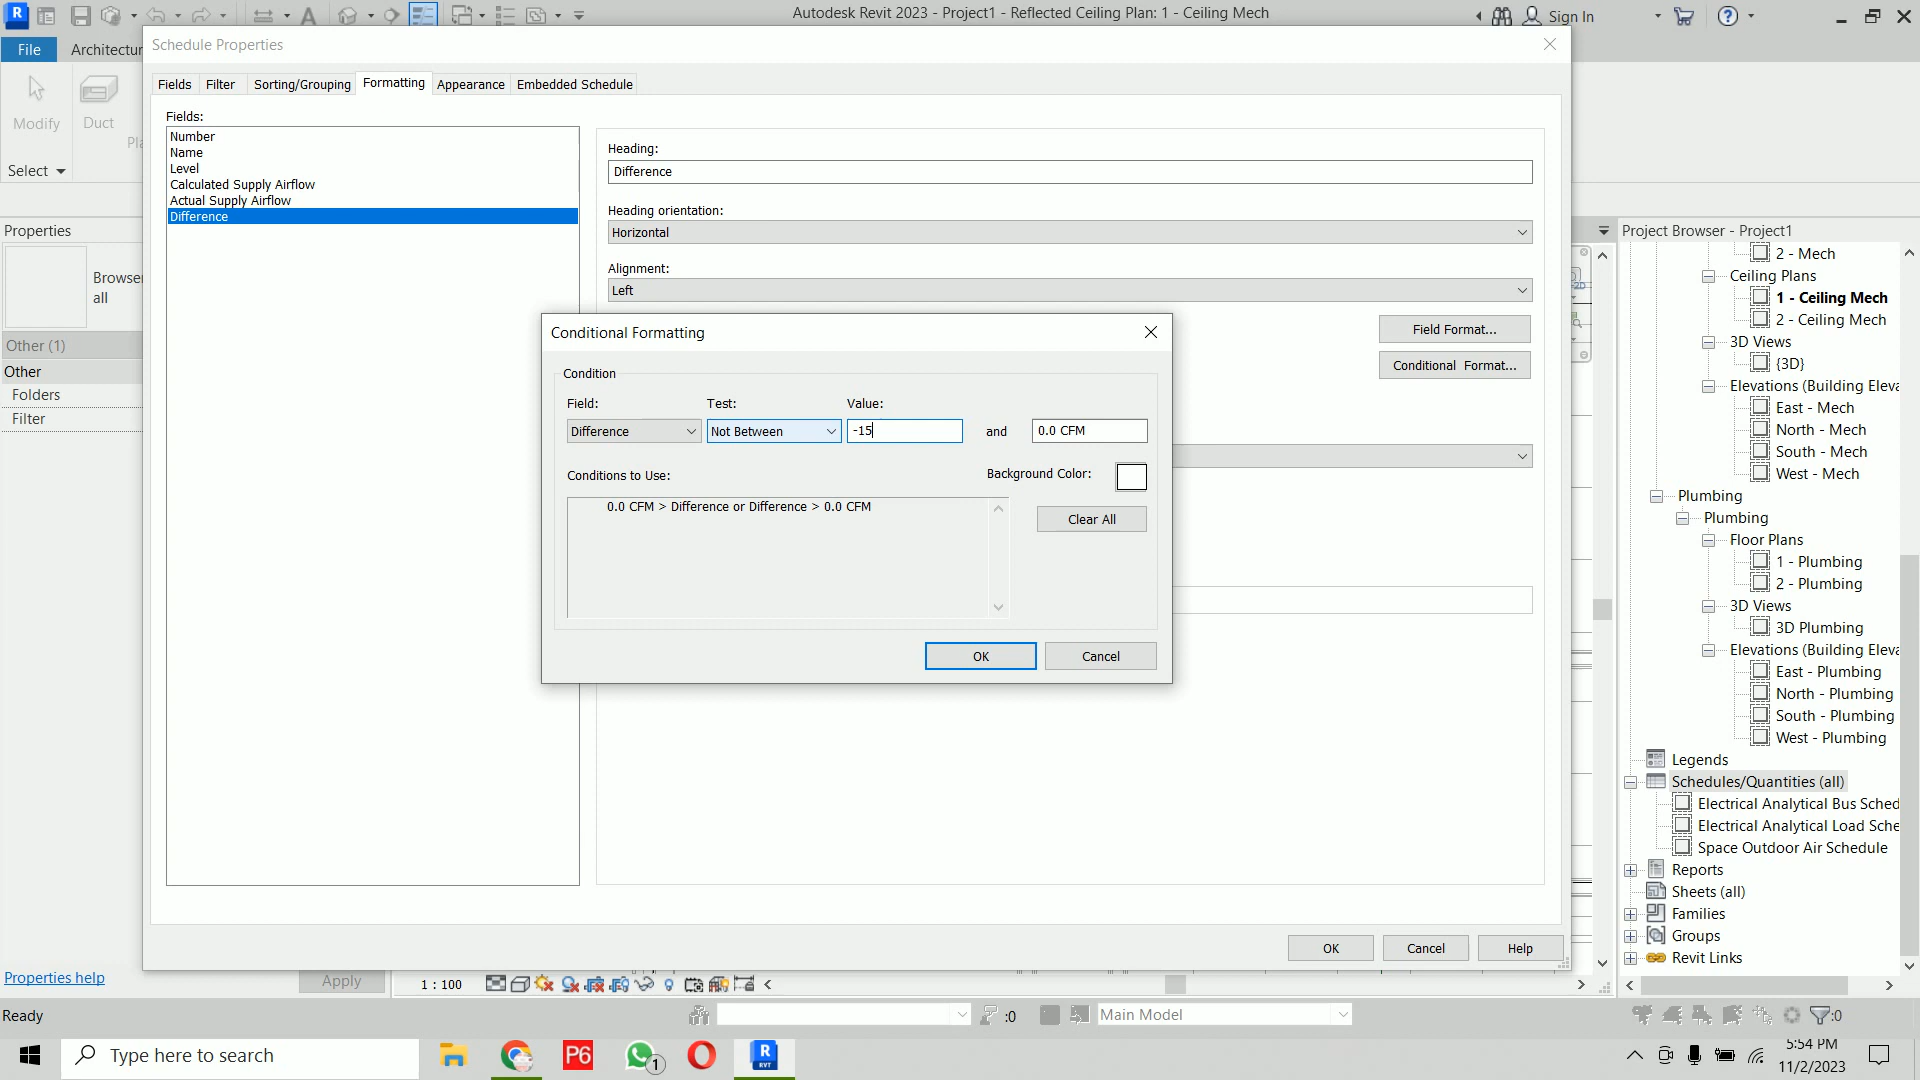 Autodesk Revit 2023 - Project1 - Reflected Ceiling Plan: 1 - Ceiling Mech
Sign In
File
Architectur
Modify
Duct
Select
Schedule Properties
Fields
Filter
Sorting/Grouping
Formatting
Appearance
Embedded Schedule
Fields:
Number
Name
Level
Calculated Supply Airflow
Actual Supply Airflow
Difference
Heading:
Difference
Heading orientation:
Horizontal
Alignment:
Left
Field Format...
Conditional Format...
Conditional Formatting
Condition
Field:
Test:
Value:
Difference
Not Between
-15
and
0.0 CFM
Conditions to Use:
Background Color:
0.0 CFM > Difference or Difference > 0.0 CFM
Clear All
OK
Cancel
OK
Cancel
Help
Properties
Browse
all
Other (1)
Other
Folders
Filter
Properties help
Apply
1 : 100
Project Browser - Project1
2 - Mech
Ceiling Plans
1 - Ceiling Mech
2 - Ceiling Mech
3D Views
{3D}
Elevations (Building Eleva
East - Mech
North - Mech
South - Mech
West - Mech
Plumbing
Plumbing
Floor Plans
1 - Plumbing
2 - Plumbing
3D Views
3D Plumbing
Elevations (Building Eleva
East - Plumbing
North - Plumbing
South - Plumbing
West - Plumbing
Legends
Schedules/Quantities (all)
Electrical Analytical Bus Sched
Electrical Analytical Load Sche
Space Outdoor Air Schedule
Reports
Sheets (all)
Families
Groups
Revit Links
Ready
:0
Main Model
:0
Type here to search
P6
1
R
RVT
5:54 PM
11/2/2023